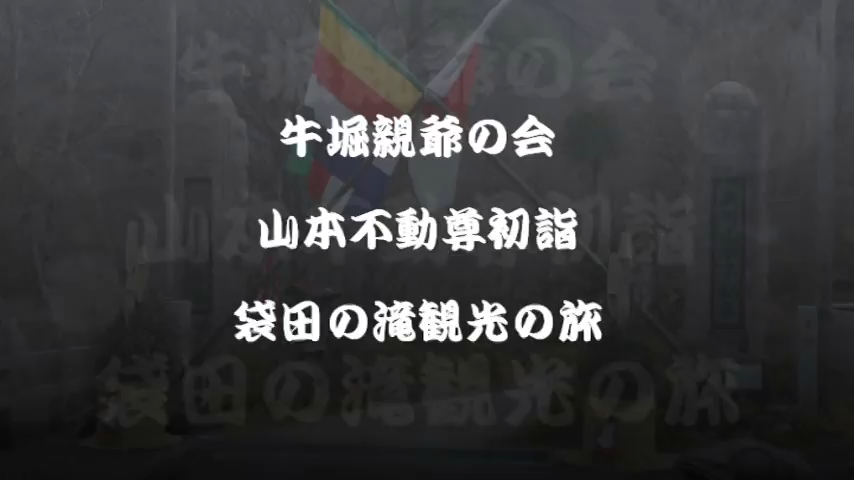 牛堀親爺の会
山本不動尊初詣
袋田の滝観光の旅